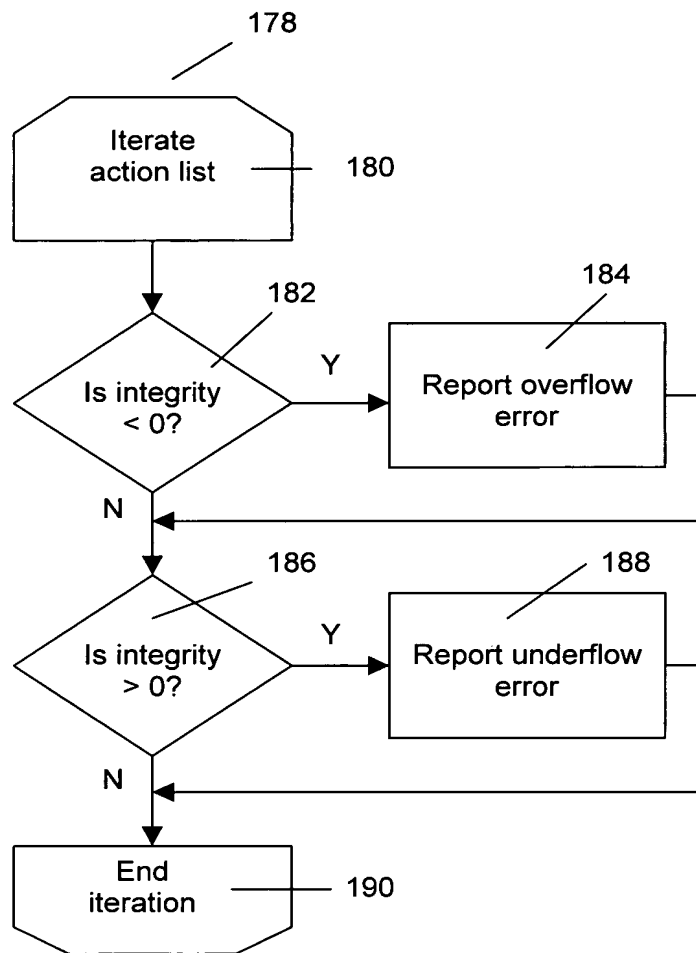 178
Iterate
action list
180
182
184
Is integrity
< 0?
Y
Report overflow
error
N
186
188
Is integrity
> 0?
Y
Report underflow
error
N
End
iteration
190